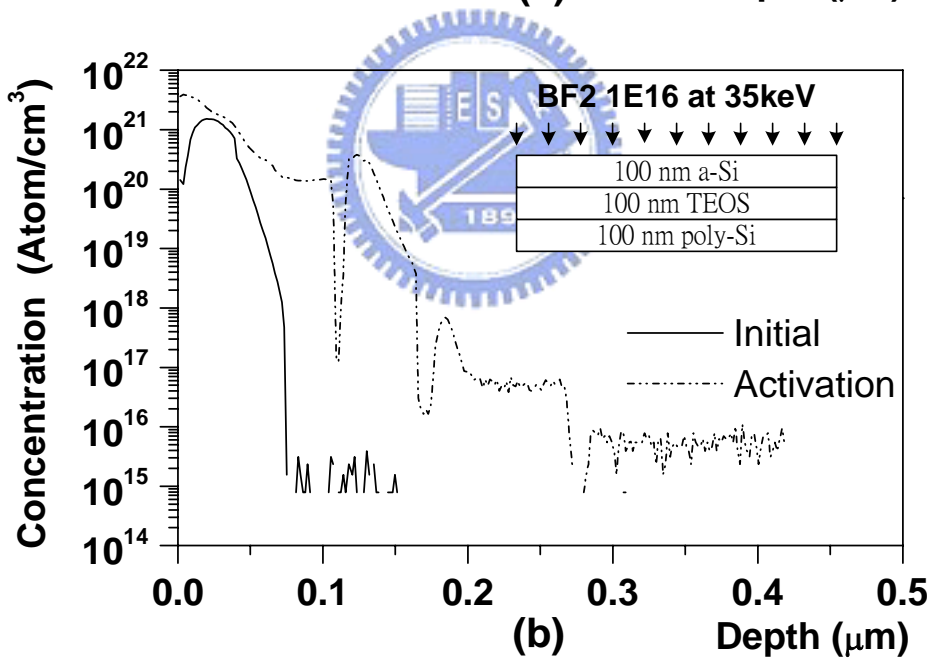 10^22
10^21
10^20
10^19
10^18
10^17
10^16
10^15
10^14
Concentration (Atom/cm^3)
BF2 1E16 at 35keV
100 nm a-Si
100 nm TEOS
100 nm poly-Si
ES
189
Initial
Activation
0.0 0.1 0.2 0.3 0.4 0.5
(b) Depth (μm)